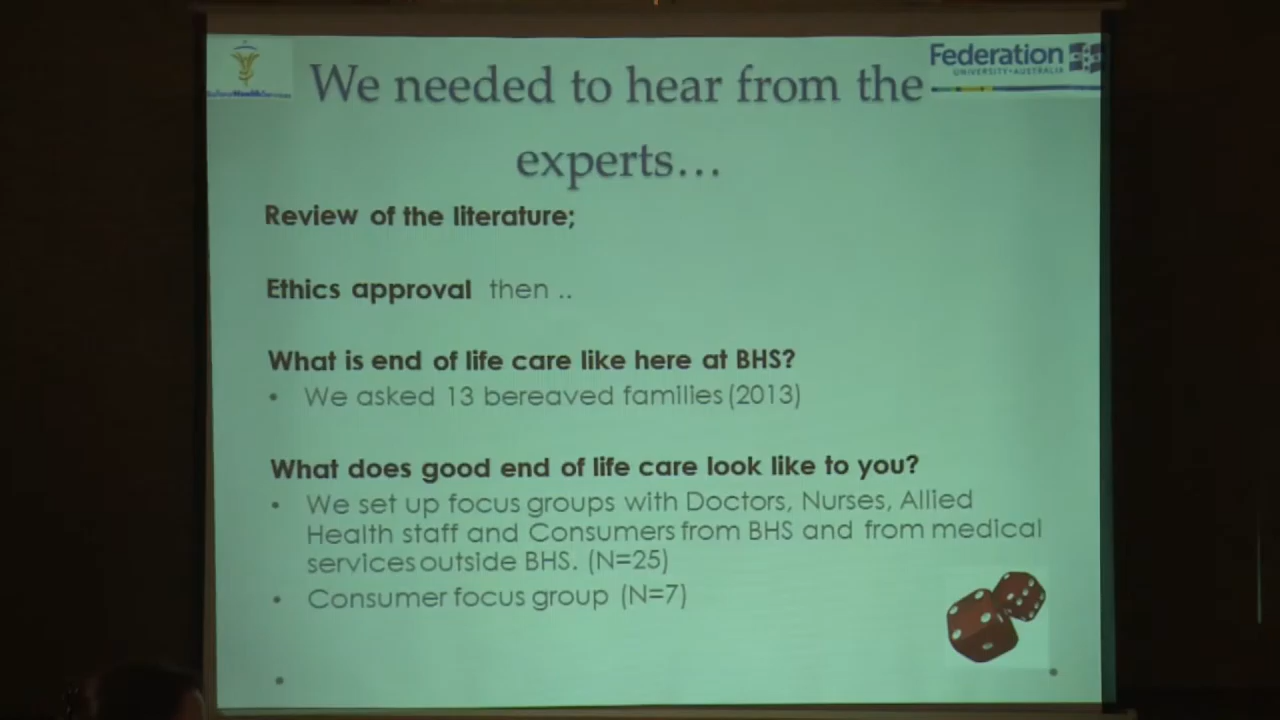 Federation
UNIVERSITY AUSTRALIA
We needed to hear from the
experts...
Review of the literature;
Ethics approval then ..
What is end of life care like here at BHS?
• We asked 13 bereaved families (2013)
What does good end of life care look like to you?
• We set up focus groups with Doctors, Nurses, Allied
Health staff and Consumers from BHS and from medical
services outside BHS. (N=25)
• Consumer focus group (N=7)